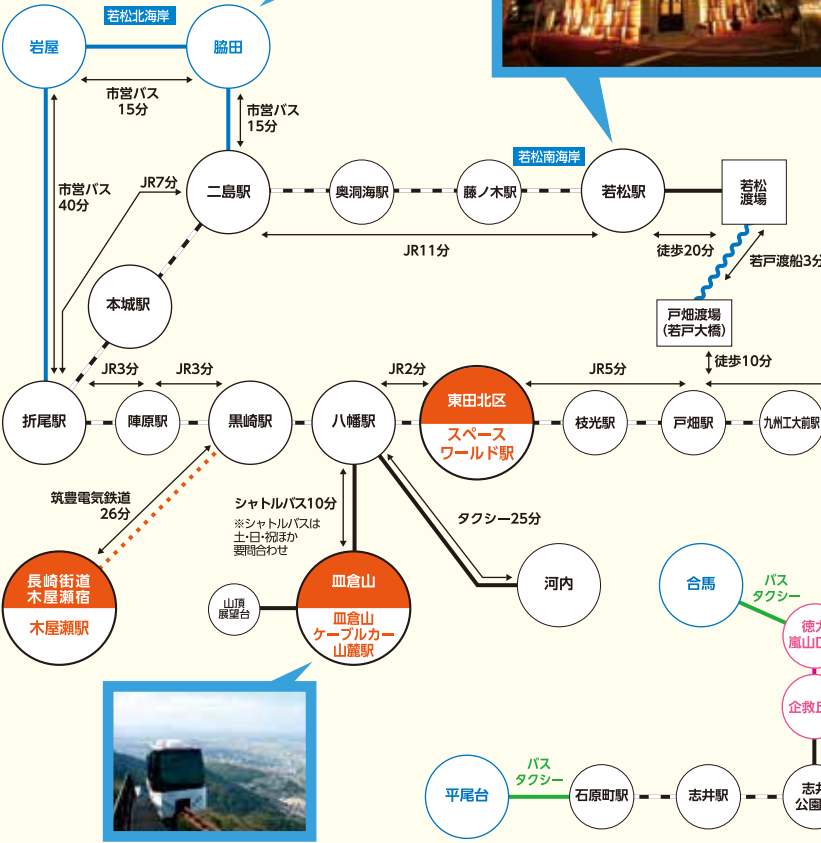 若松北海岸
岩屋
脇田
市営バス
15分
市営バス
15分
市営バス
40分
JR7分
二島駅
奥洞海駅
藤ノ木駅
若松南海岸
若松駅
若松
渡場
JR11分
徒歩20分
若戸渡船3分
本城駅
戸畑渡場
(若戸大橋)
徒歩10分
JR3分
JR3分
JR2分
JR5分
折尾駅
陣原駅
黒崎駅
八幡駅
東田北区
スペース
ワールド駅
枝光駅
戸畑駅
九州工大前駅
筑豊電気鉄道
26分
シャトルバス10分
※シャトルバスは
土・日・祝ほか
要問合わせ
タクシー25分
長崎街道
木屋瀬宿
木屋瀬駅
山頂
展望台
皿倉山
皿倉山
ケーブルカー
山麓駅
河内
合馬
バス
タクシー
徳力
嵐山口
企救丘
平尾台
バス
タクシー
石原町駅
志井駅
志井
公園